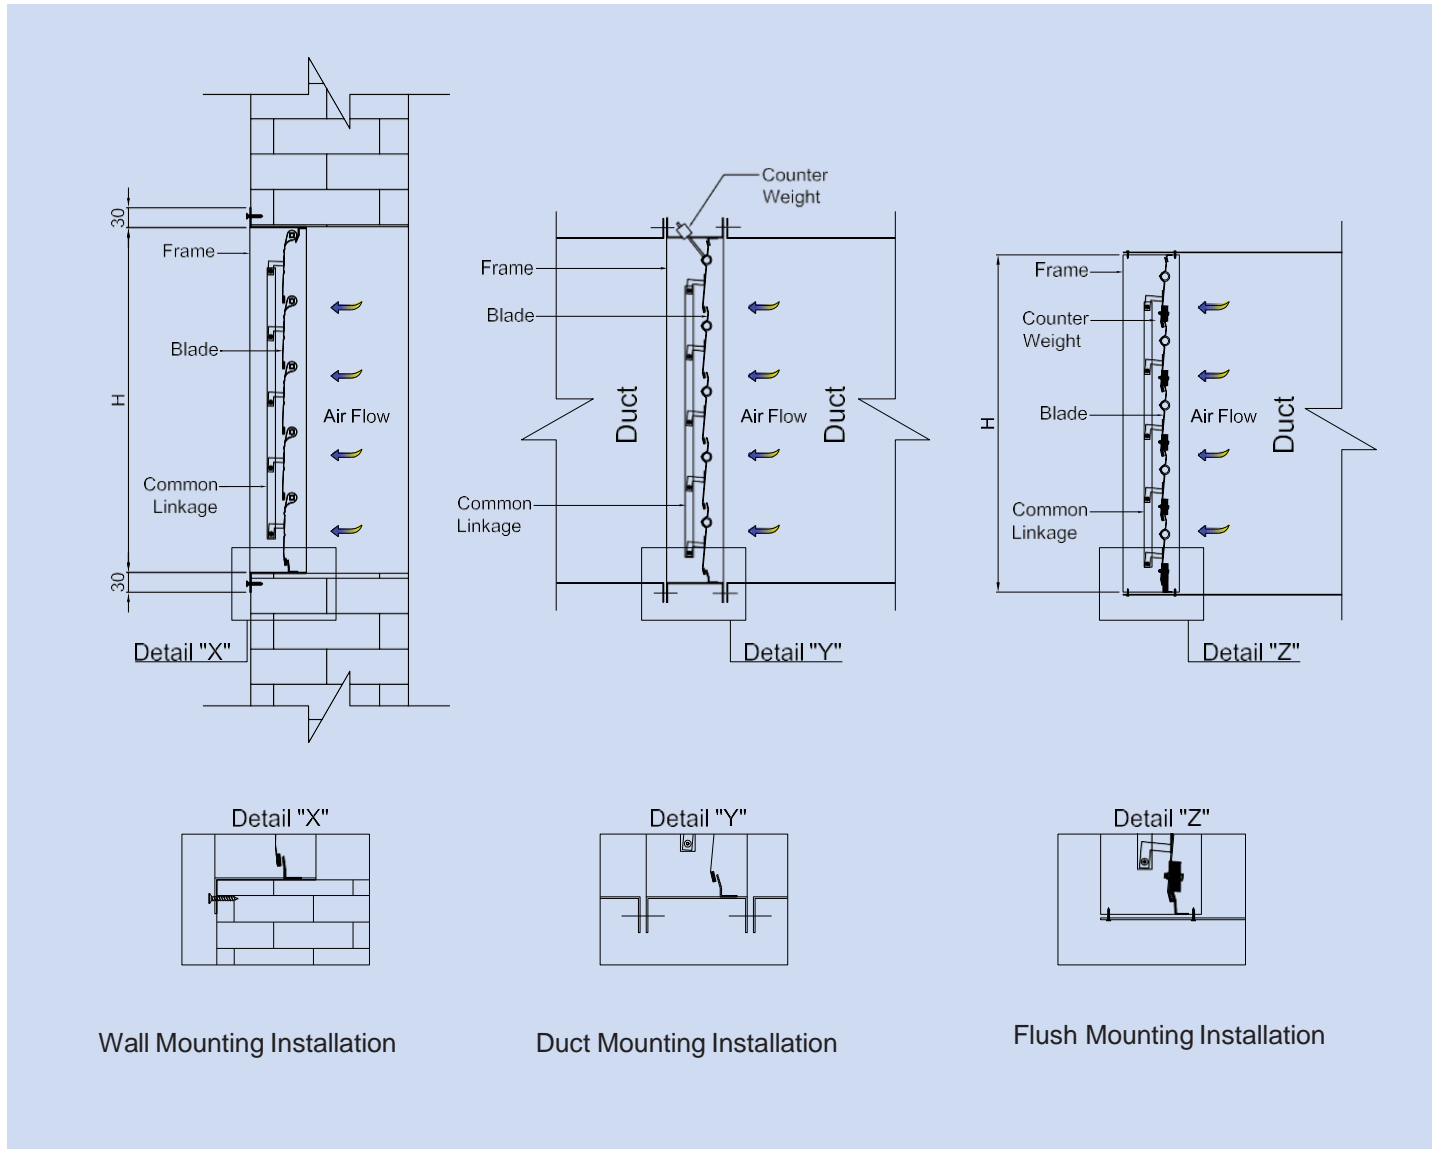 30
Frame
Blade
H
Air Flow
Common
Linkage
30
Detail "X"
Counter
Weight
Frame
Blade
Duct
Air Flow
Duct
Common
Linkage
Detail "Y"
Frame
Counter
Weight
Blade
H
Air Flow
Duct
Common
Linkage
Detail "Z"
Detail "X"
Detail "Y"
Detail "Z"
Wall Mounting Installation
Duct Mounting Installation
Flush Mounting Installation